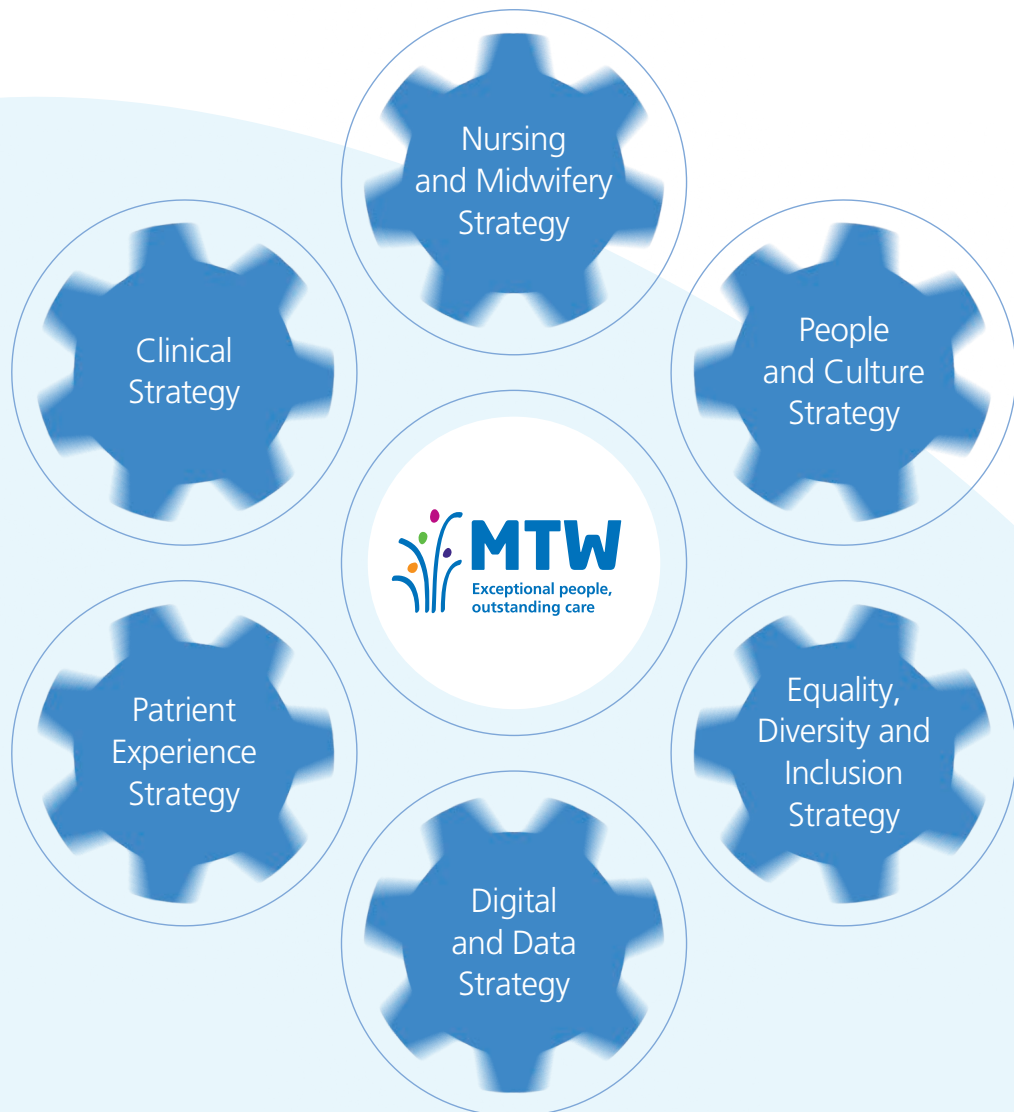 Nursing
and Midwifery
Strategy
Clinical
Strategy
People
and Culture
Strategy
MTW
Exceptional people,
outstanding care
Patrient
Experience
Strategy
Equality,
Diversity and
Inclusion
Strategy
Digital
and Data
Strategy